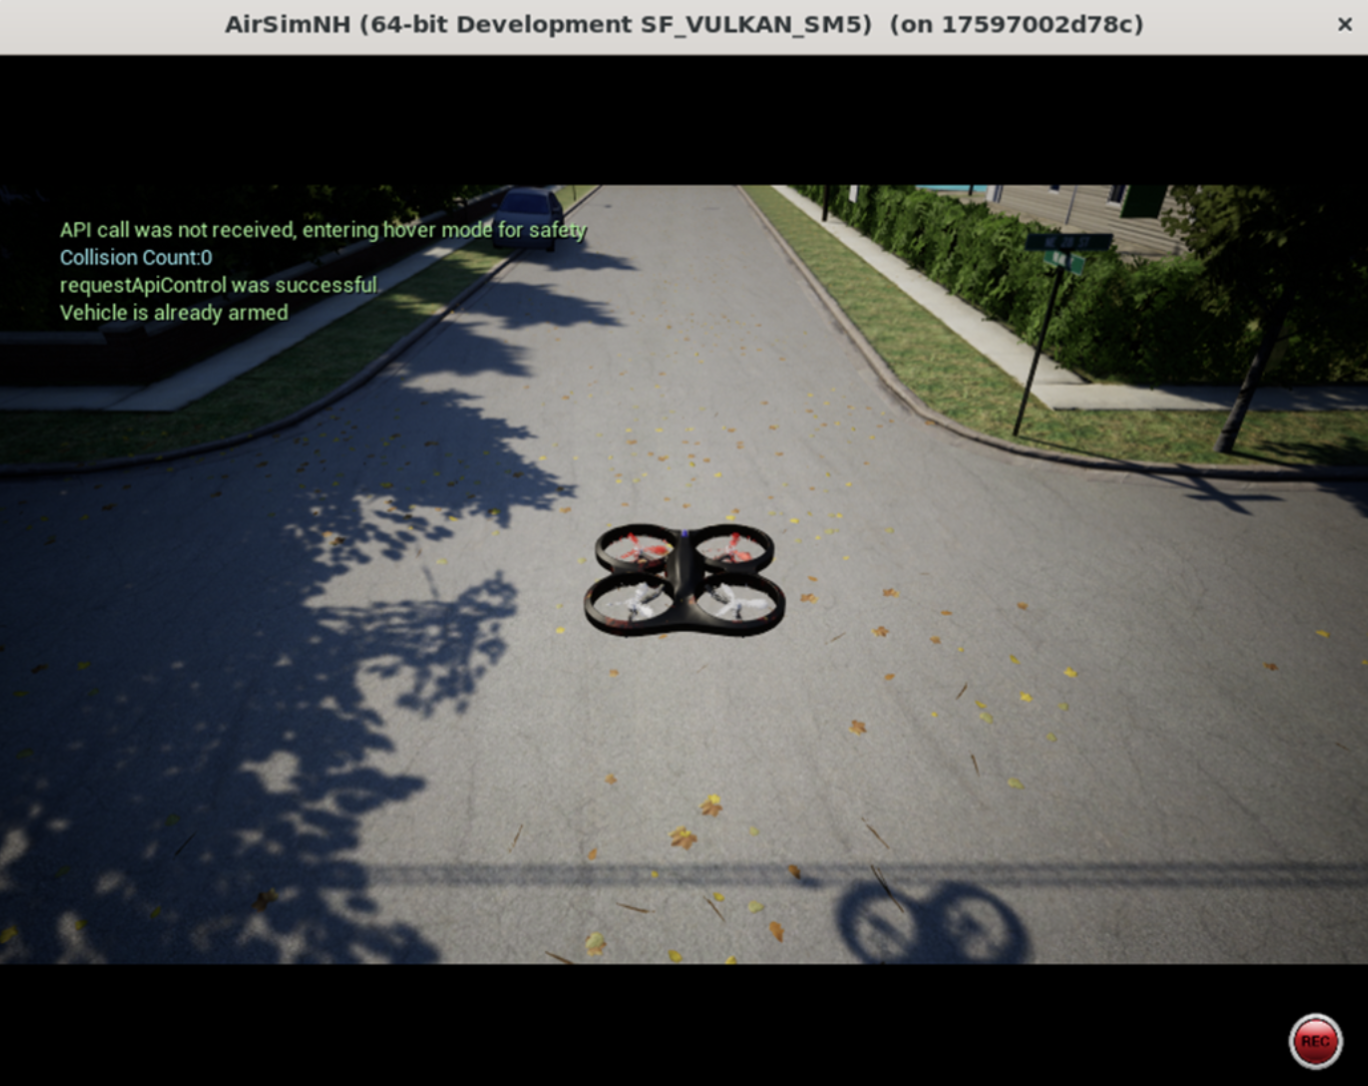 AirSimNH (64-bit Development SF_VULKAN_SM5) (on 17597002d78c)
×
API call was not received, entering hover mode for safety
Collision Count:0
requestApiControl was successful
Vehicle is already armed
REC